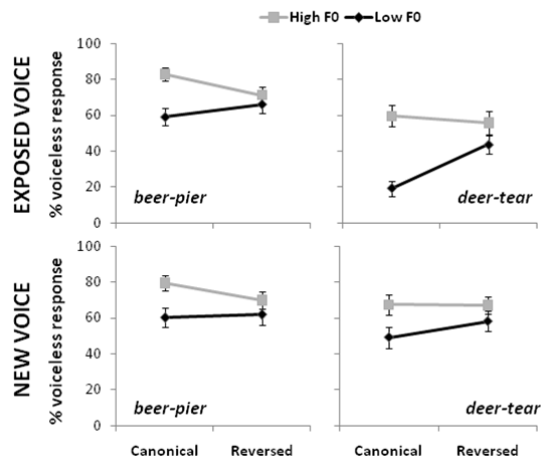 High F0 Low F0
EXPOSED VOICE
% voiceless response
100
80
60
40
20
0
beer-pier
deer-tear
NEW VOICE
% voiceless response
100
80
60
40
20
0
beer-pier
deer-tear
Canonical Reversed Canonical Reversed